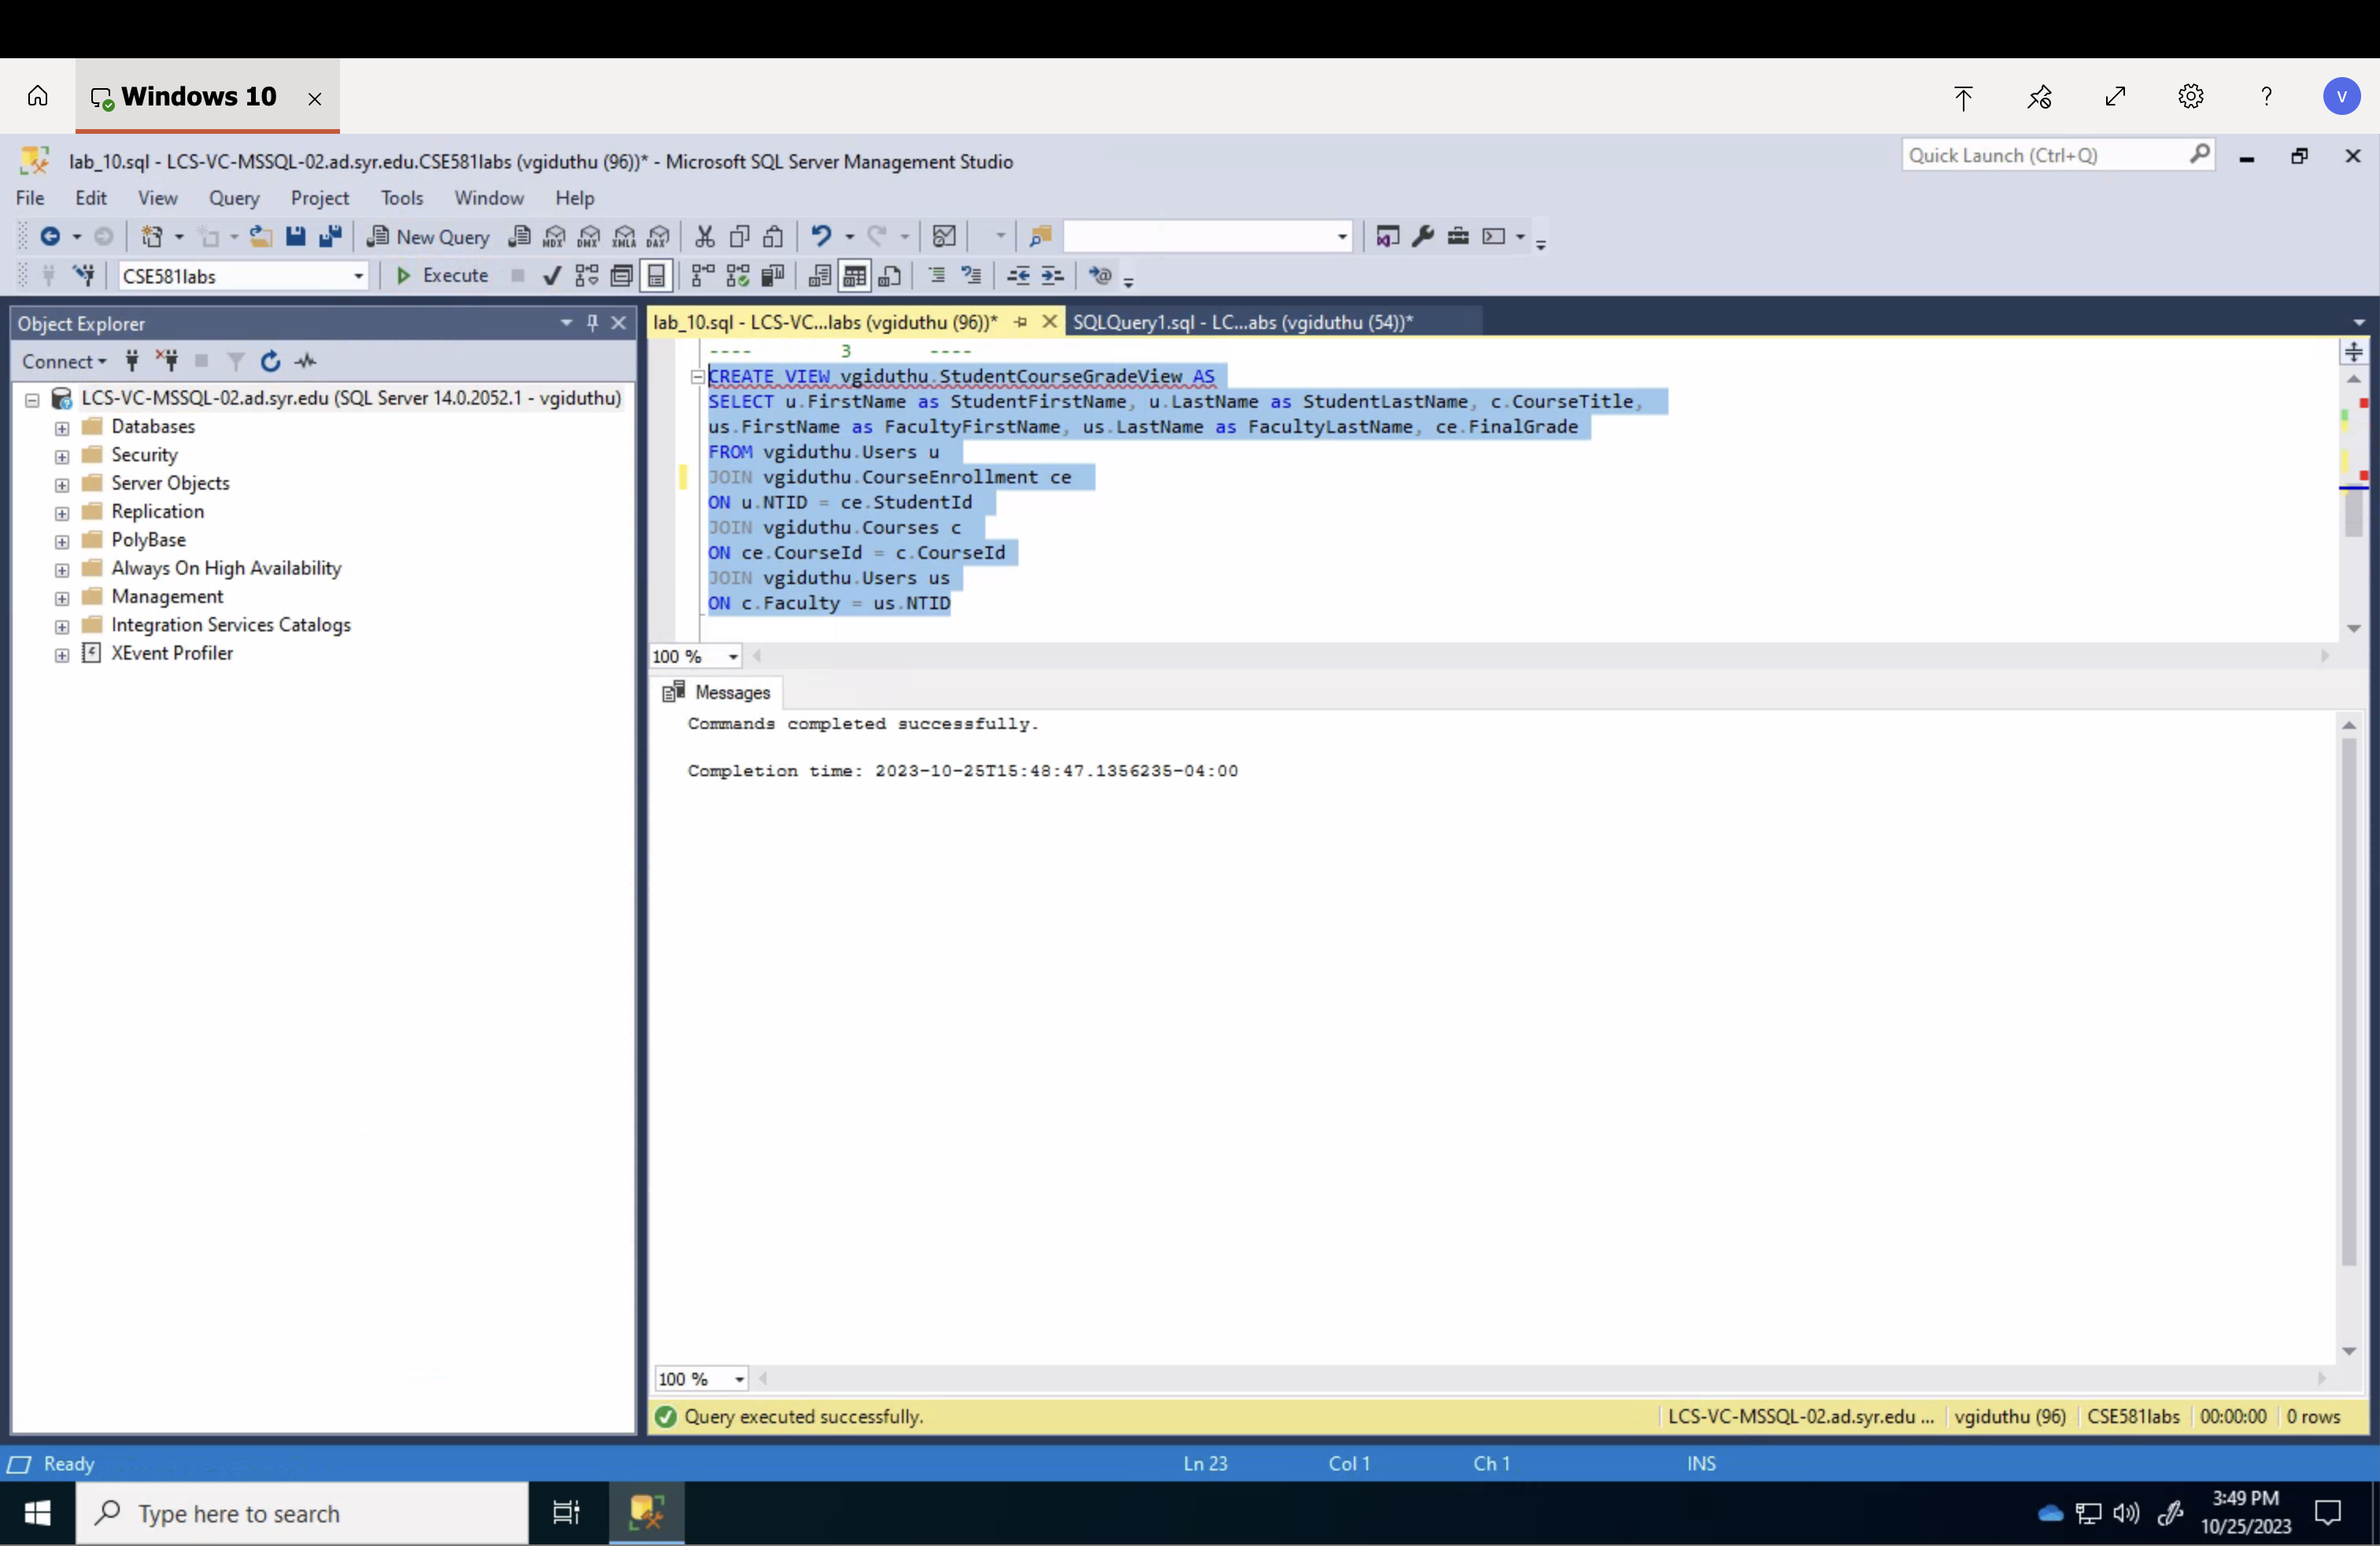 Windows 10
V
lab_10.sql - LCS-VC-MSSQL-02.ad.syr.edu.CSE581labs (vgiduthu (96))* - Microsoft SQL Server Management Studio
Quick Launch (Ctrl+Q)
File Edit View Query Project Tools Window Help
New Query MDX DMX XMLA DAX
CSE581labs Execute
Object Explorer
Connect
LCS-VC-MSSQL-02.ad.syr.edu (SQL Server 14.0.2052.1 - vgiduthu)
Databases
Security
Server Objects
Replication
PolyBase
Always On High Availability
Management
Integration Services Catalogs
XEvent Profiler
lab_10.sql - LCS-VC...labs (vgiduthu (96))* SQLQuery1.sql - LC...abs (vgiduthu (54))*
---- 3 ----
CREATE VIEW vgiduthu.StudentCourseGradeView AS
SELECT u.FirstName as StudentFirstName, u.LastName as StudentLastName, c.CourseTitle,
us.FirstName as FacultyFirstName, us.LastName as FacultyLastName, ce.FinalGrade
FROM vgiduthu.Users u
JOIN vgiduthu.CourseEnrollment ce
ON u.NTID = ce.StudentId
JOIN vgiduthu.Courses c
ON ce.CourseId = c.CourseId
JOIN vgiduthu.Users us
ON c.Faculty = us.NTID
100 %
Messages
Commands completed successfully.
Completion time: 2023-10-25T15:48:47.1356235-04:00
100 %
Query executed successfully. LCS-VC-MSSQL-02.ad.syr.edu ... vgiduthu (96) CSE581labs 00:00:00 0 rows
Ready Ln 23 Col 1 Ch 1 INS
Type here to search
3:49 PM
10/25/2023